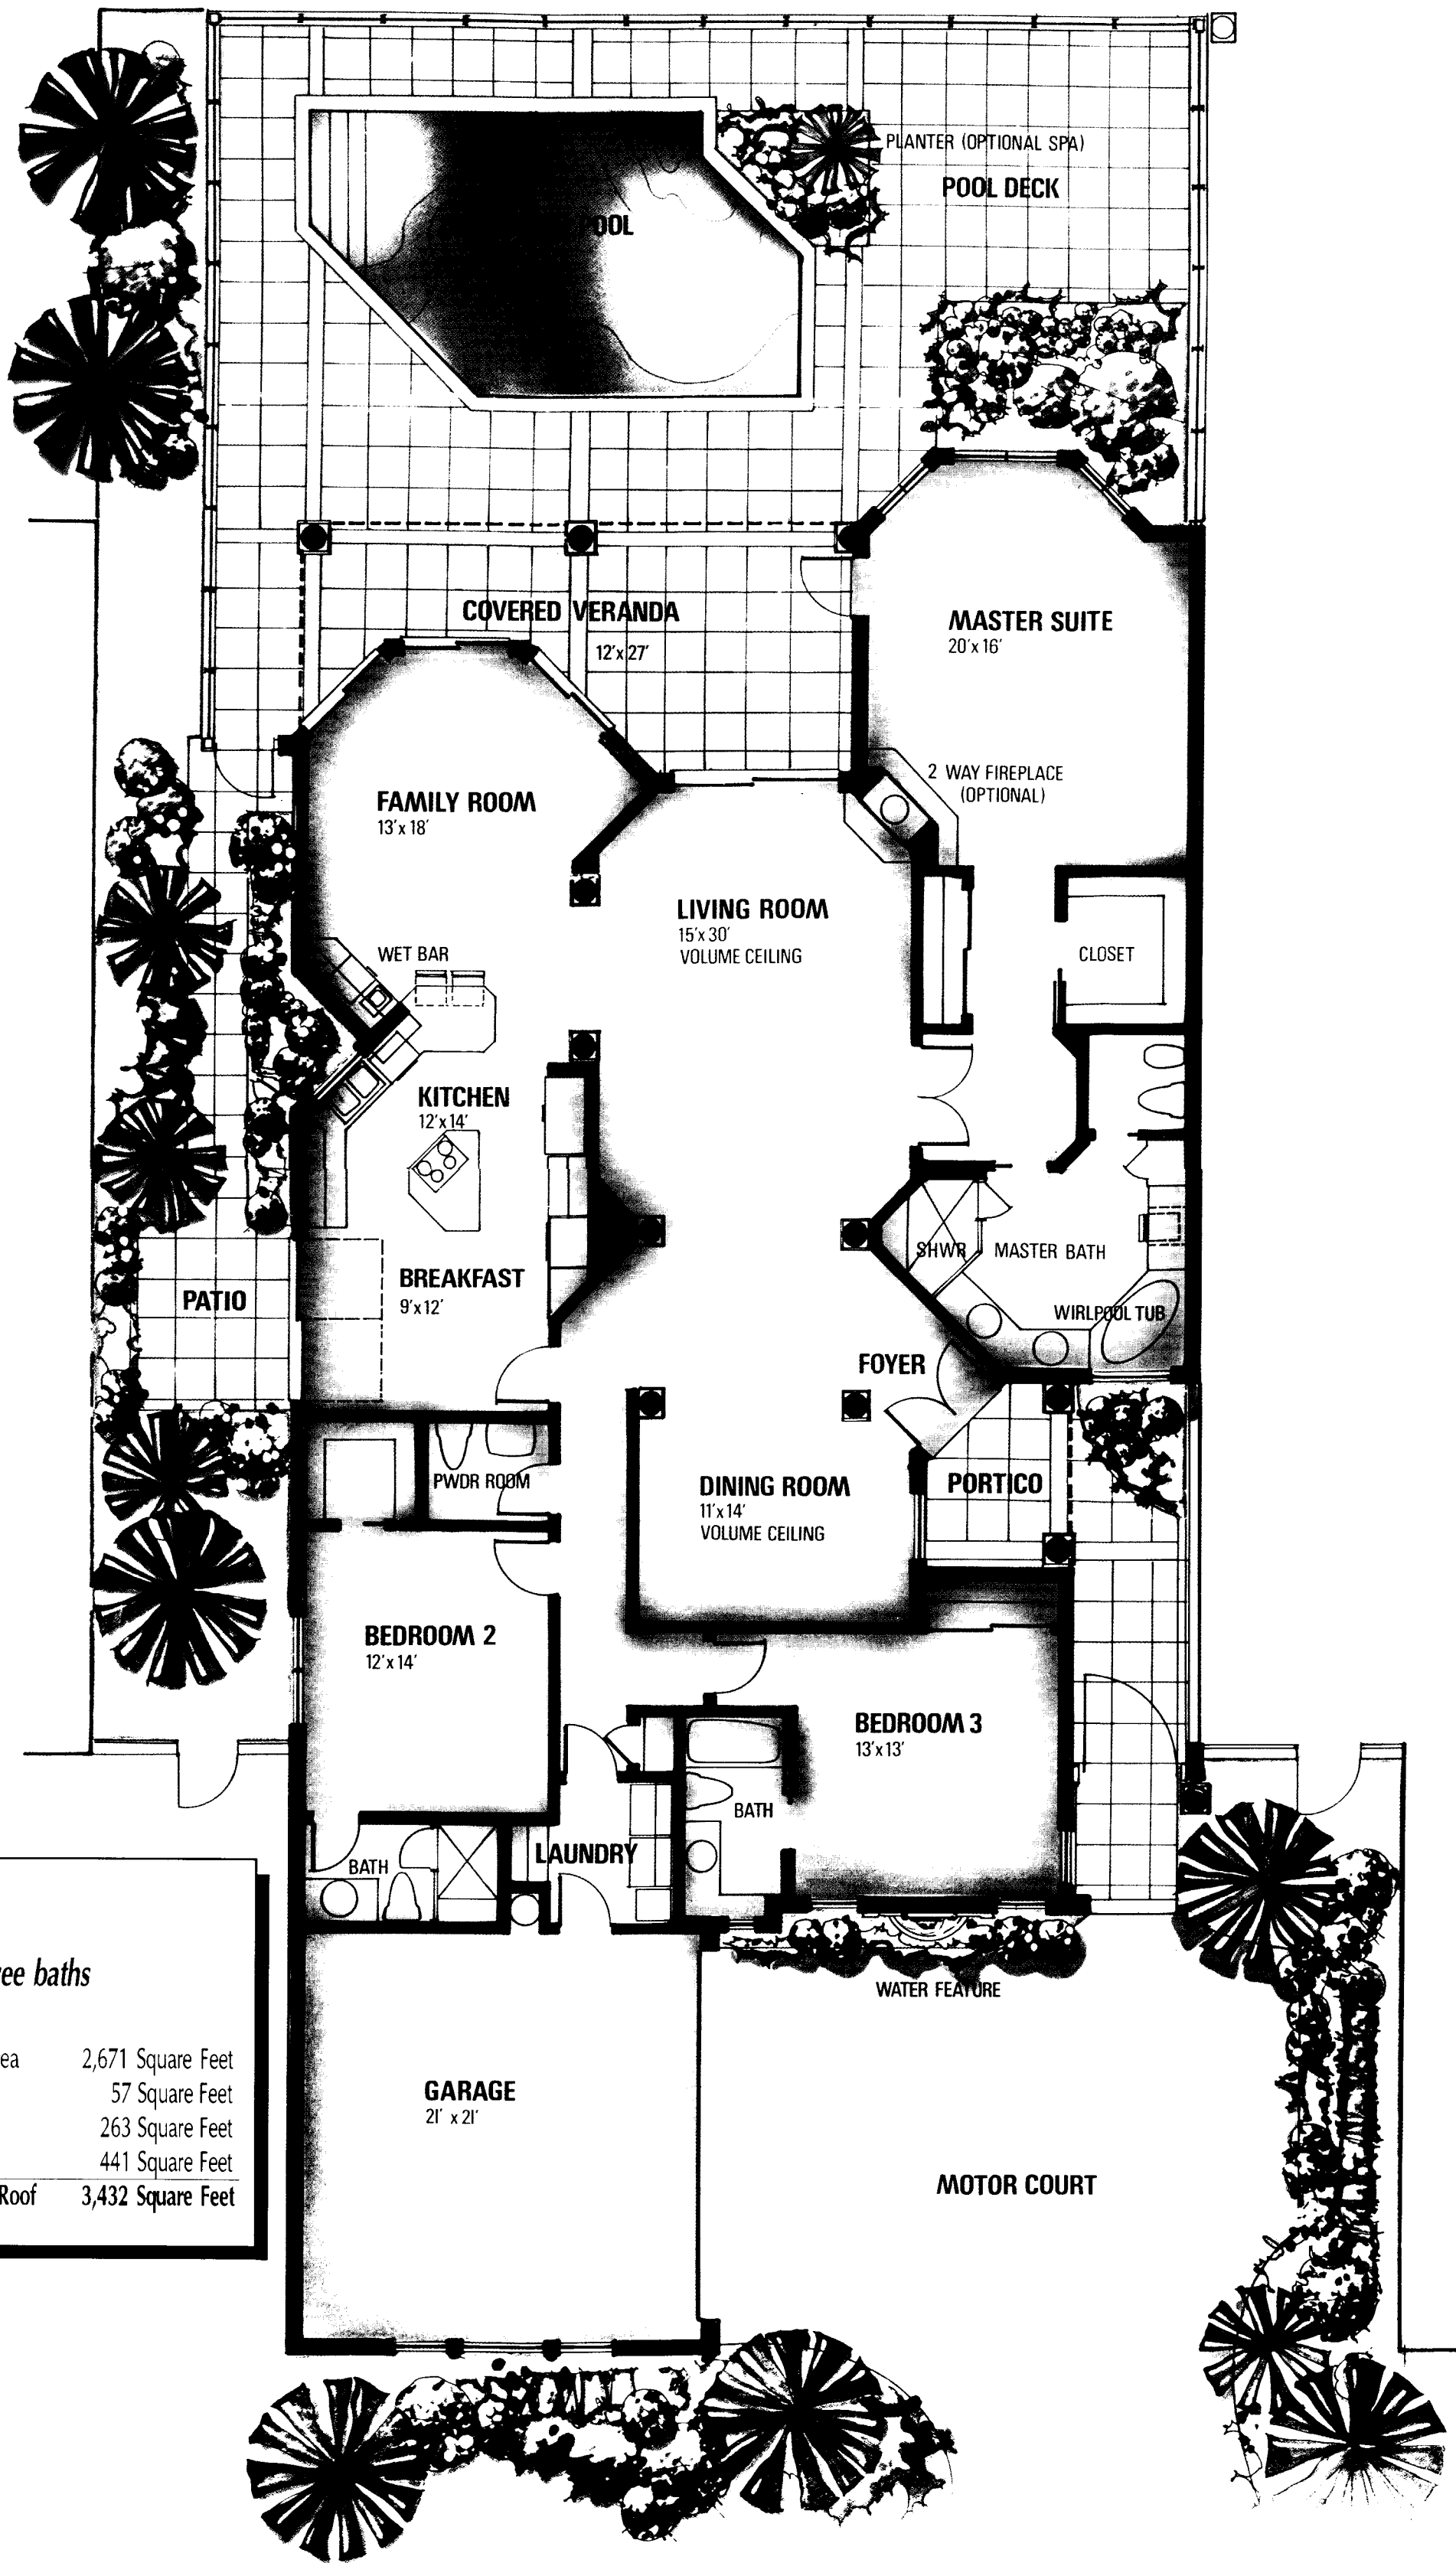 PLANTER (OPTIONAL SPA)
POOL DECK
OOL
COVERED VERANDA
12'x27'
MASTER SUITE
20'x16'
2 WAY FIREPLACE
(OPTIONAL)
FAMILY ROOM
13'x18'
LIVING ROOM
15'x30'
VOLUME CEILING
WET BAR
CLOSET
KITCHEN
12'x14'
SHWR
MASTER BATH
BREAKFAST
9'x12'
PATIO
WIRLPOOL TUB
FOYER
PWDR ROOM
DINING ROOM
11'x14'
VOLUME CEILING
PORTICO
BEDROOM 2
12'x14'
BEDROOM 3
13'x13'
BATH
LAUNDRY
BATH
ee baths
WATER FEATURE
ea 2,671 Square Feet
57 Square Feet
263 Square Feet
441 Square Feet
Roof 3,432 Square Feet
GARAGE
21' x 21'
MOTOR COURT